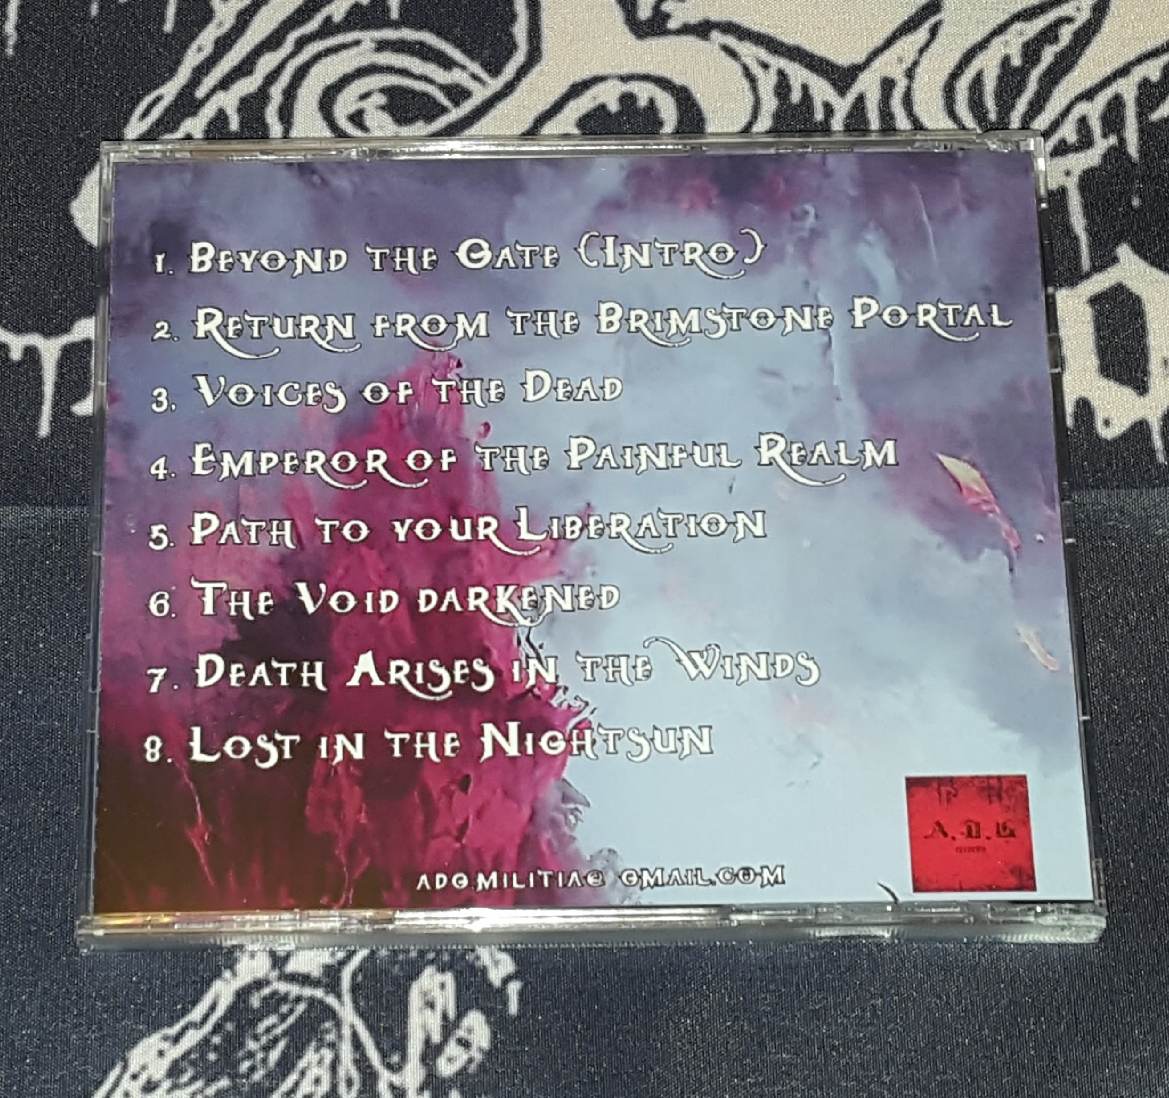 1. Beyond the Gate (Intro)
2. Return from the Brimstone Portal
3. Voices of the Dead
4. Emperor of the Painful Realm
5. Path to your Liberation
6. The Void darkened
7. Death Arises in the Winds
8. Lost in the Nightsun
adg.militia@gmail.com